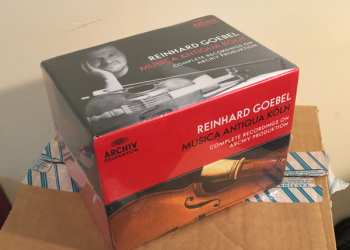 REINHARD GOEBEL
MUSICA ANTIQUA KÖLN
COMPLETE RECORDINGS ON
ARCHIV PRODUKTION
REINHARD GOEBEL
MUSICA ANTIQUA KÖLN
COMPLETE RECORDINGS ON
ARCHIV PRODUKTION
ARCHIV
PRODUKTION